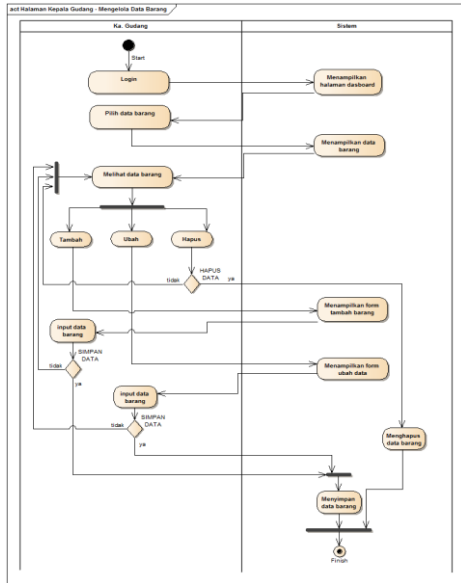 act Halaman Kepala Gudang - Mengelola Data Barang
Ka. Gudang
Sistem
Start
Login
Menampilkan
halaman dasboard
Pilih data barang
Menampilkan data
barang
Melihat data barang
Tambah
Ubah
Hapus
HAPUS
DATA
tidak
ya
Menampilkan form
tambah barang
input data
barang
SIMPAN
DATA
tidak
ya
Menampilkan form
ubah data
input data
barang
SIMPAN
DATA
tidak
ya
Menghapus
data barang
Menyimpan
data barang
Finish